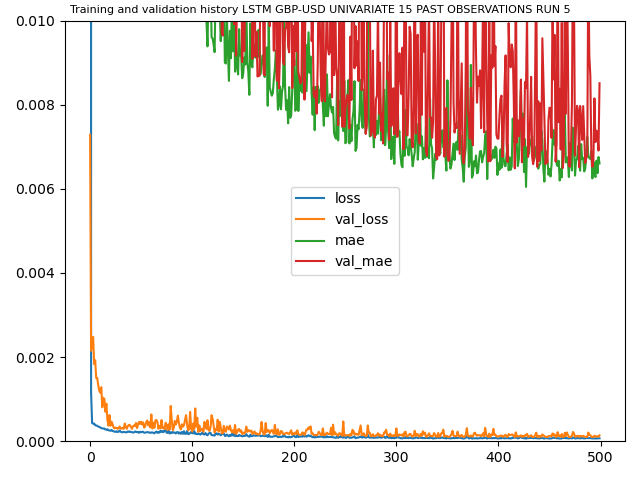 Training and validation history LSTM GBP-USD UNIVARIATE 15 PAST OBSERVATIONS RUN 5
0.010
0.008
0.006
0.004
0.002
0.000
loss
val_loss
mae
val_mae
0 100 200 300 400 500